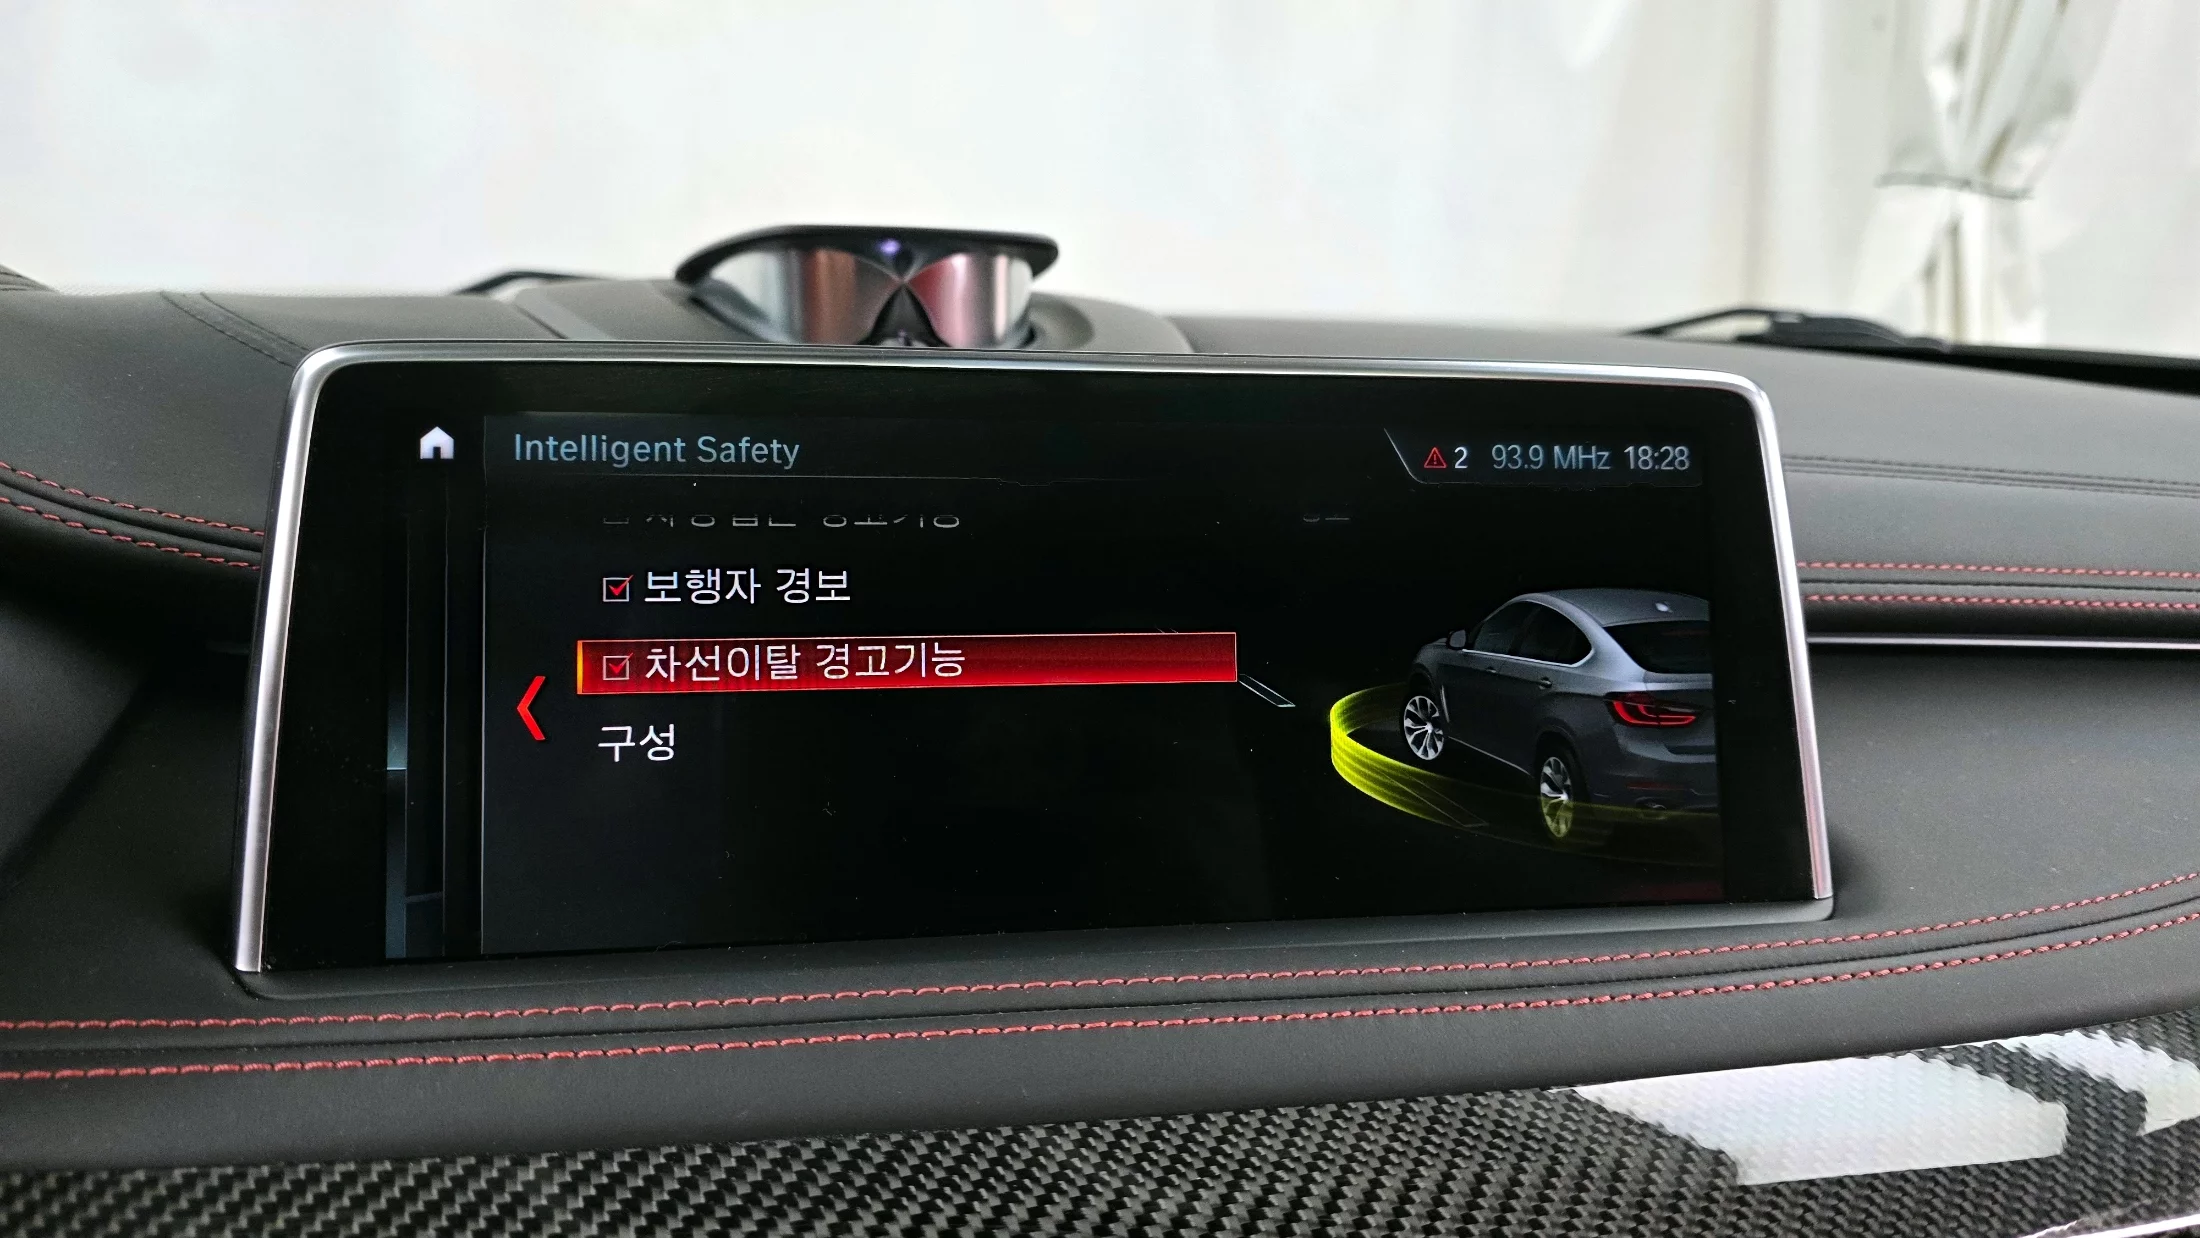 Intelligent Safety
2 93.9 MHz 18:28
보행자 경보
차선이탈 경고기능
구성